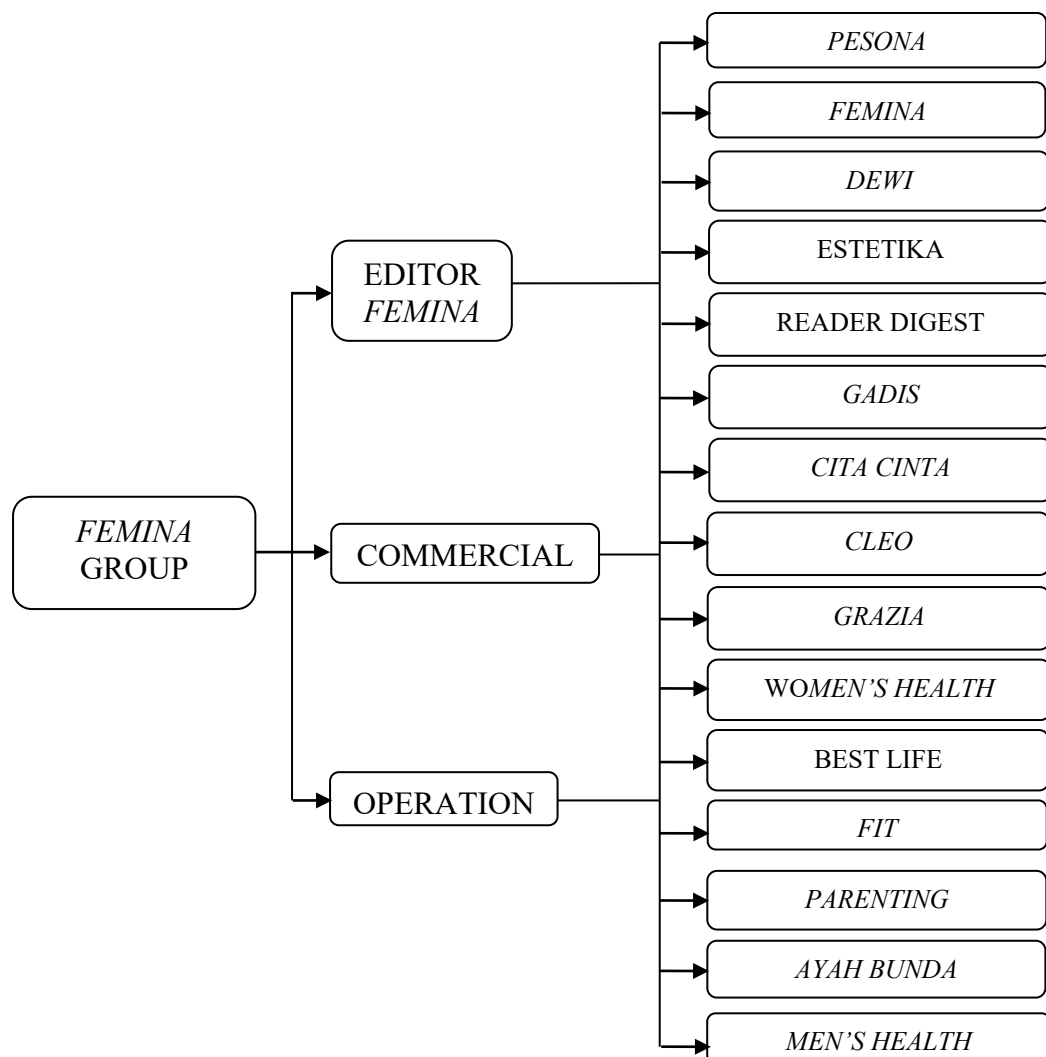 FEMINA
GROUP
EDITOR
FEMINA
COMMERCIAL
OPERATION
PESONA
FEMINA
DEWI
ESTETIKA
READER DIGEST
GADIS
CITA CINTA
CLEO
GRAZIA
WOMEN’S HEALTH
BEST LIFE
FIT
PARENTING
AYAH BUNDA
MEN’S HEALTH